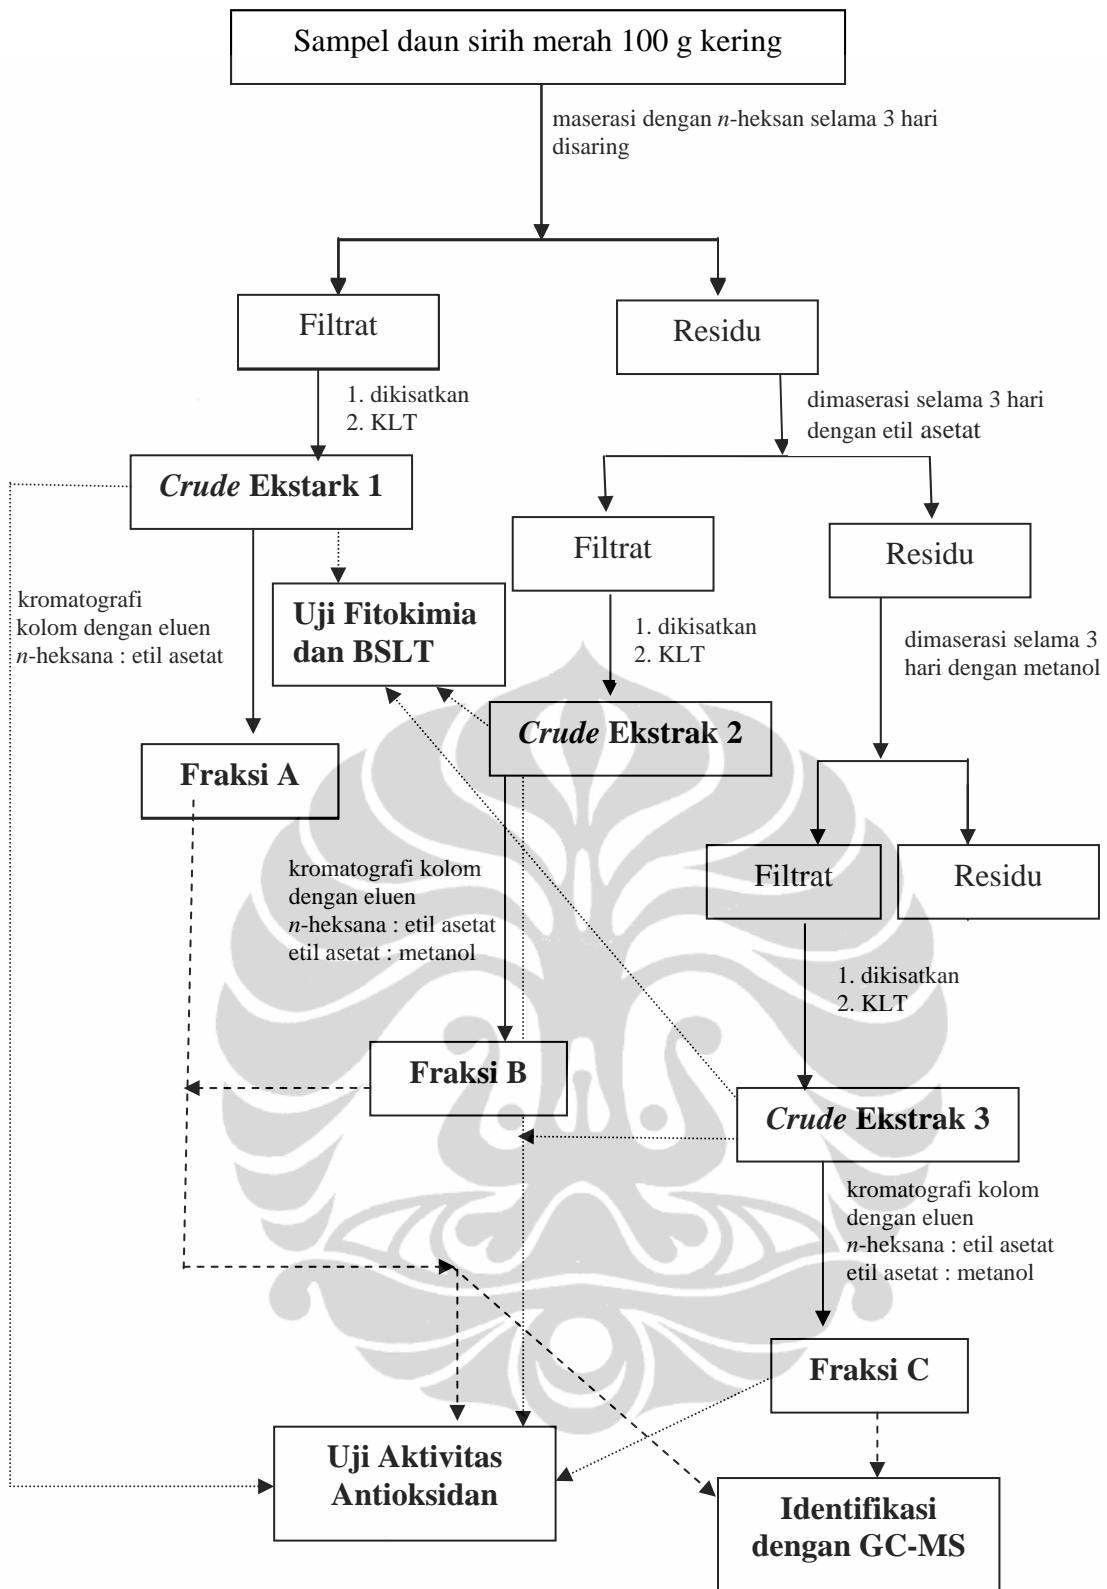 Sampel daun sirih merah 100 g kering
maserasi dengan n-heksan selama 3 hari
disaring
Filtrat
Residu
1. dikisatkan
2. KLT
dimaserasi selama 3 hari
dengan etil asetat
Crude Ekstark 1
Filtrat
Residu
kromatografi
kolom dengan eluen
n-heksana : etil asetat
Uji Fitokimia
dan BSLT
1. dikisatkan
2. KLT
dimaserasi selama 3
hari dengan metanol
Crude Ekstrak 2
Fraksi A
kromatografi kolom
dengan eluen
n-heksana : etil asetat
etil asetat : metanol
Filtrat
Residu
1. dikisatkan
2. KLT
Fraksi B
Crude Ekstrak 3
kromatografi kolom
dengan eluen
n-heksana : etil asetat
etil asetat : metanol
Fraksi C
Uji Aktivitas
Antioksidan
Identifikasi
dengan GC-MS